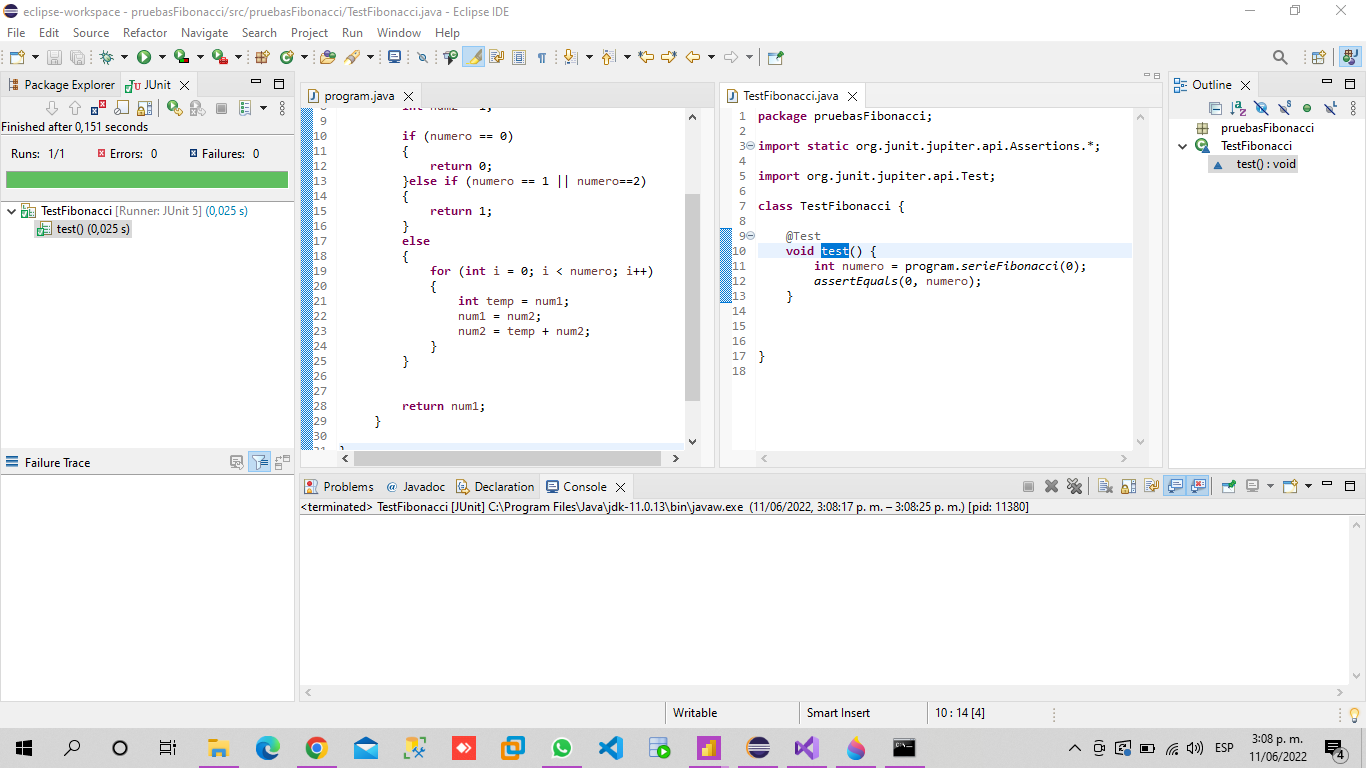 eclipse-workspace - pruebasFibonacci/src/pruebasFibonacci/TestFibonacci.java - Eclipse IDE
File Edit Source Refactor Navigate Search Project Run Window Help
Package Explorer JUnit
Finished after 0,151 seconds
Runs: 1/1 Errors: 0 Failures: 0
TestFibonacci [Runner: JUnit 5] (0,025 s)
test() (0,025 s)
Failure Trace
program.java
9
10 if (numero == 0)
11 {
12 return 0;
13 }else if (numero == 1 || numero==2)
14 {
15 return 1;
16 }
17 else
18 {
19 for (int i = 0; i < numero; i++)
20 {
21 int temp = num1;
22 num1 = num2;
23 num2 = temp + num2;
24 }
25 }
26
27
28 return num1;
29 }
30
TestFibonacci.java
1 package pruebasFibonacci;
2
3 import static org.junit.jupiter.api.Assertions.*;
4
5 import org.junit.jupiter.api.Test;
6
7 class TestFibonacci {
8
9 @Test
10 void test() {
11 int numero = program.serieFibonacci(0);
12 assertEquals(0, numero);
13 }
14
15
16
17 }
18
Outline
pruebasFibonacci
TestFibonacci
test() : void
Problems @ Javadoc Declaration Console
<terminated> TestFibonacci [JUnit] C:\Program Files\Java\jdk-11.0.13\bin\javaw.exe (11/06/2022, 3:08:17 p. m. – 3:08:25 p. m.) [pid: 11380]
Writable Smart Insert 10 : 14 [4]
ESP
3:08 p. m.
11/06/2022
4